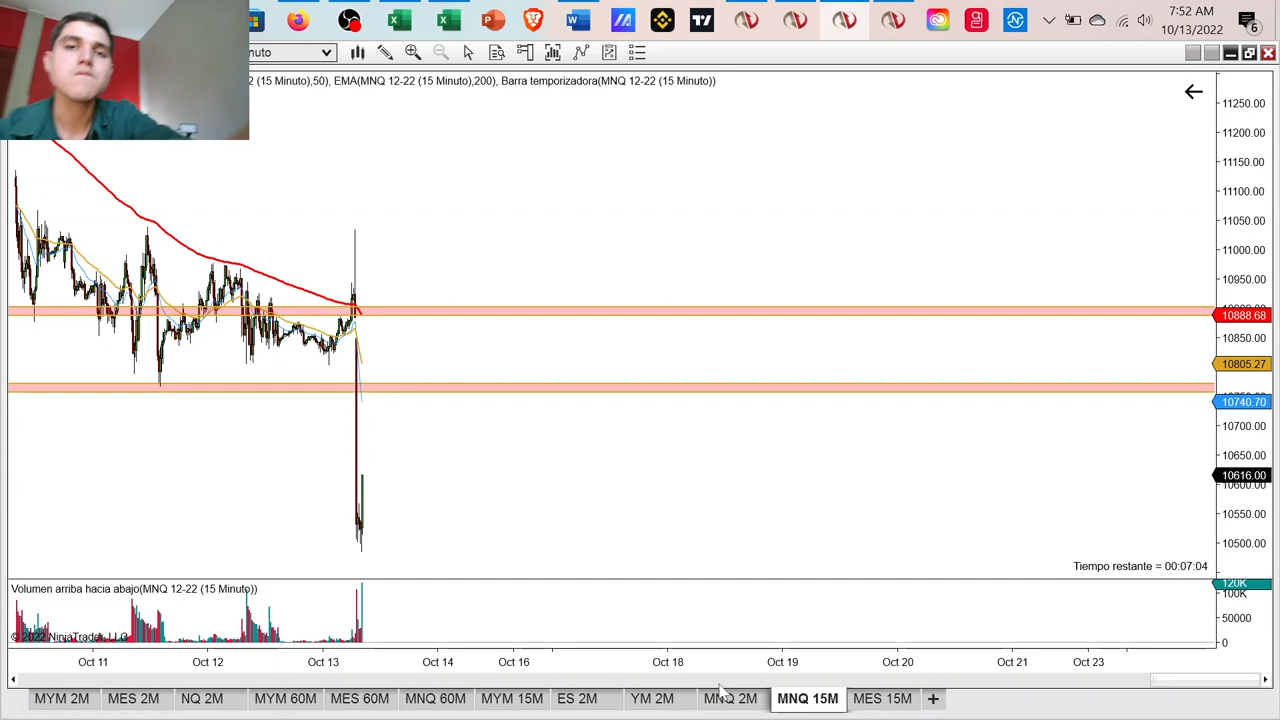 7:52 AM
10/13/2022
6
nuto
2 (15 Minuto),50), EMA(MNQ 12-22 (15 Minuto),200), Barra temporizadora(MNQ 12-22 (15 Minuto))
11250.00
11200.00
11150.00
11100.00
11050.00
11000.00
10950.00
10888.68
10850.00
10805.27
10740.70
10700.00
10650.00
10616.00
10600.00
10550.00
10500.00
Tiempo restante = 00:07:04
Volumen arriba hacia abajo(MNQ 12-22 (15 Minuto))
120K
100K
50000
0
© 2022 NinjaTrader, LLC
Oct 11 Oct 12 Oct 13 Oct 14 Oct 16 Oct 18 Oct 19 Oct 20 Oct 21 Oct 23
MYM 2M MES 2M NQ 2M MYM 60M MES 60M MNQ 60M MYM 15M ES 2M YM 2M MNQ 2M MNQ 15M MES 15M +